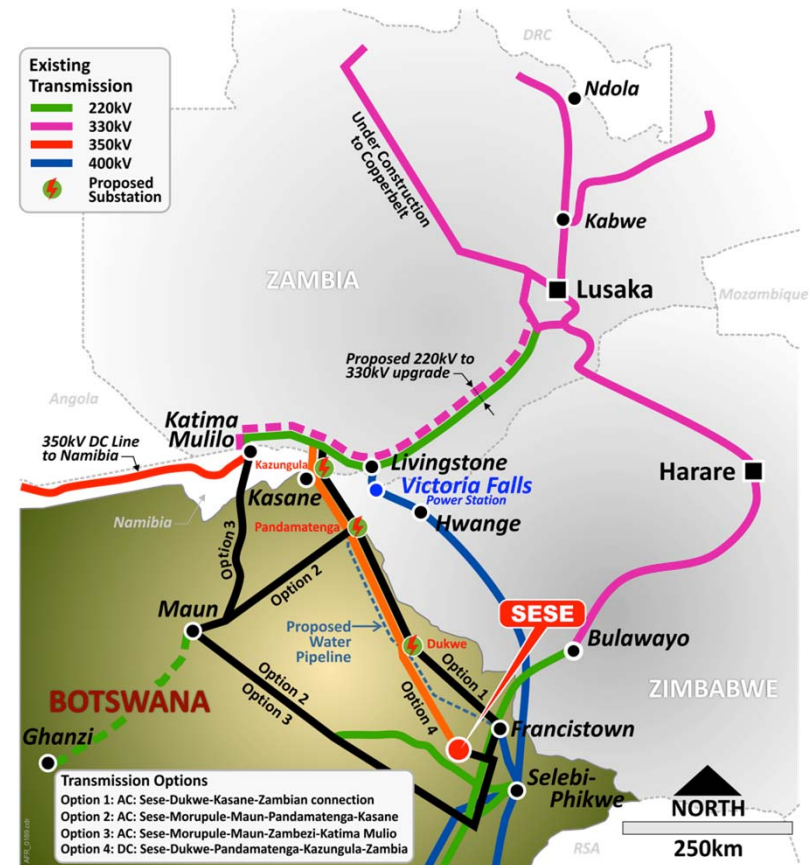 Existing
Transmission
220kV
330kV
350kV
400kV
Proposed
Substation
DRC
Ndola
Under Construction
to Copperbelt
Kabwe
ZAMBIA
Lusaka
Mozambique
Proposed 220kV to
330kV upgrade
Angola
Katima
Mulilo
350kV DC Line
to Namibia
Kazungula
Livingstone
Victoria Falls
Power Station
Harare
Kasane
Namibia
Hwange
Pandamatenga
Option 3
Option 2
SESE
Maun
Proposed
Water
Pipeline
Dukwe
Bulawayo
Option 1
Option 2
Option 3
Option 4
BOTSWANA
ZIMBABWE
Francistown
Ghanzi
Selebi-
Phikwe
Transmission Options
Option 1: AC: Sese-Dukwe-Kasane-Zambian connection
Option 2: AC: Sese-Morupule-Maun-Pandamatenga-Kasane
Option 3: AC: Sese-Morupule-Maun-Zambezi-Katima Mulio
Option 4: DC: Sese-Dukwe-Pandamatenga-Kazungula-Zambia
NORTH
250km
RSA
AFR_0189.cdr